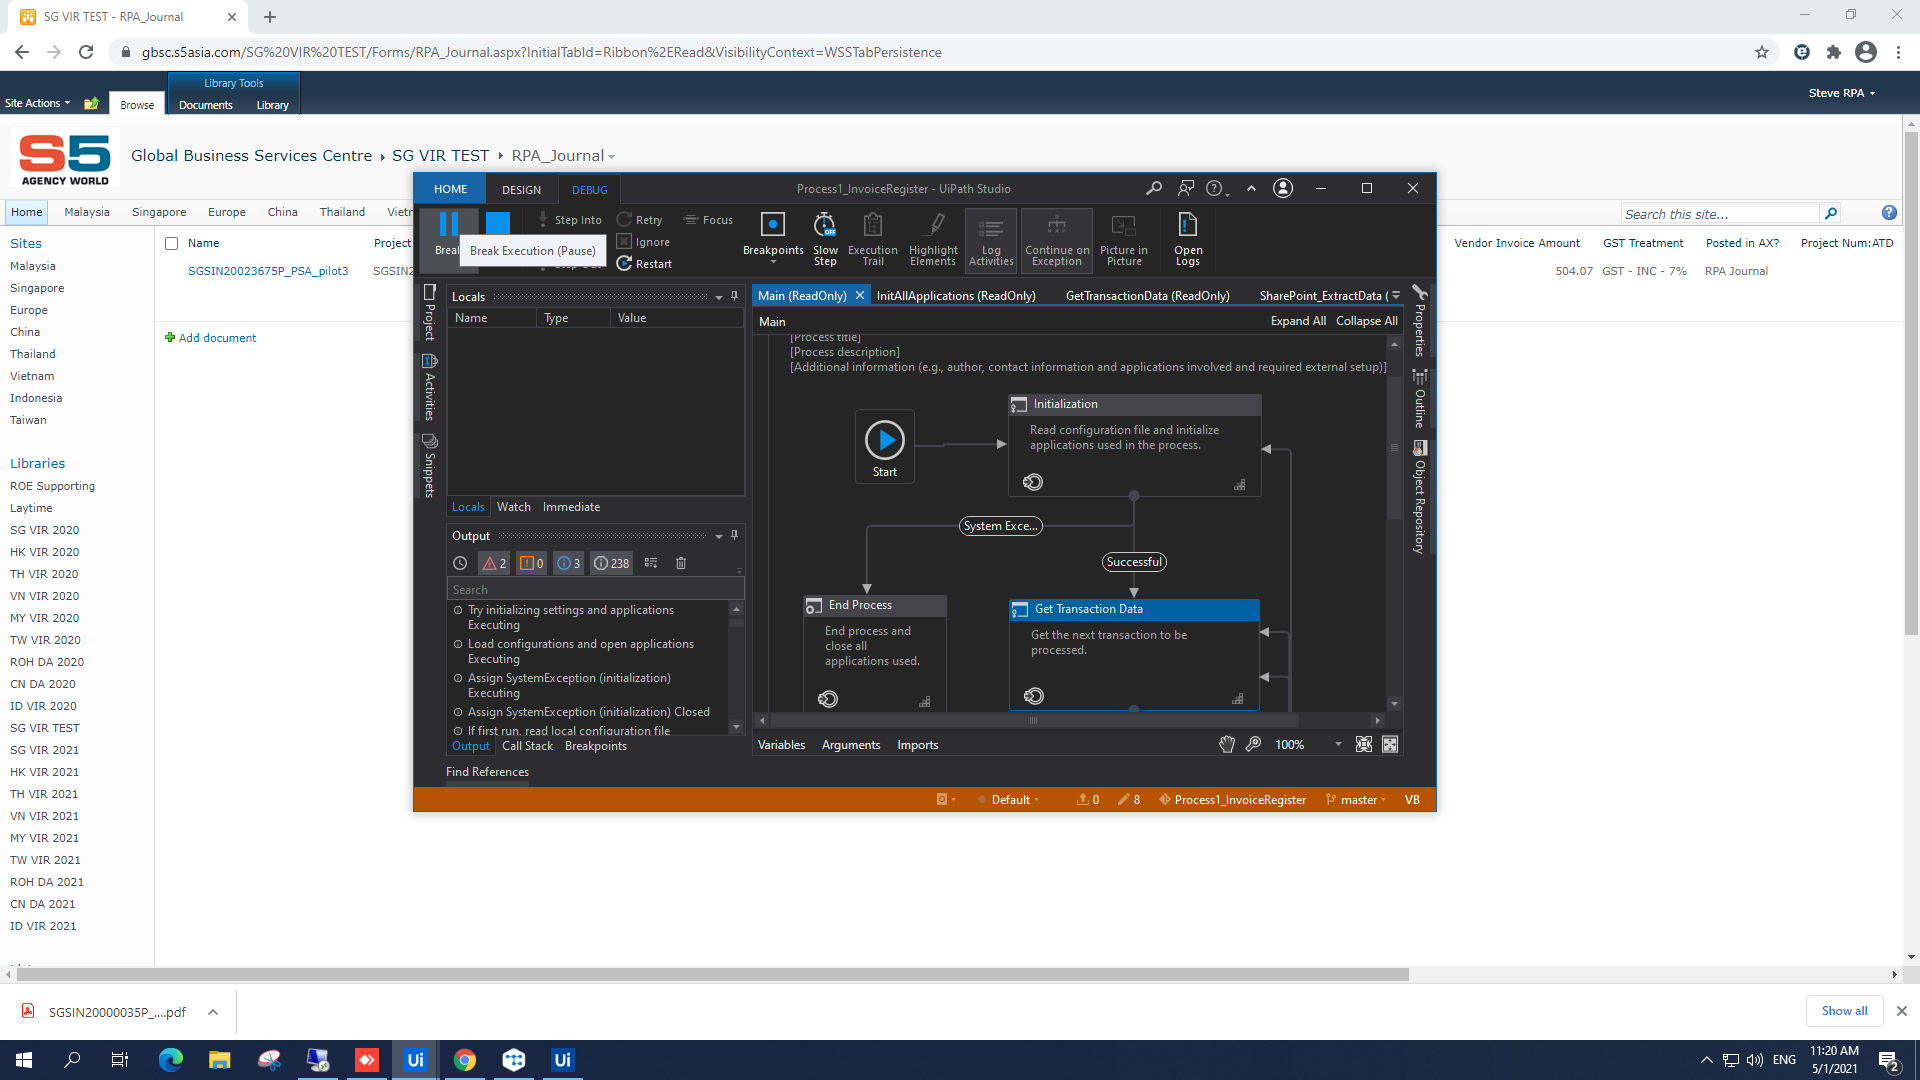 SG VIR TEST - RPA_Journal
gbsc.s5asia.com/SG%20VIR%20TEST/Forms/RPA_Journal.aspx?InitialTabId=Ribbon%2ERead&VisibilityContext=WSSTabPersistence
Library Tools
Site Actions
Browse
Documents
Library
Steve RPA
S5
AGENCY WORLD
Global Business Services Centre
SG VIR TEST
RPA_Journal
Home
Malaysia
Singapore
Europe
China
Thailand
Search this site...
Sites
Malaysia
Singapore
Europe
China
Thailand
Vietnam
Indonesia
Taiwan
Libraries
ROE Supporting
Laytime
SG VIR 2020
HK VIR 2020
TH VIR 2020
VN VIR 2020
MY VIR 2020
TW VIR 2020
ROH DA 2020
CN DA 2020
ID VIR 2020
SG VIR TEST
SG VIR 2021
HK VIR 2021
TH VIR 2021
VN VIR 2021
MY VIR 2021
TW VIR 2021
ROH DA 2021
CN DA 2021
ID VIR 2021
Name
Project
SGSIN20023675P_PSA_pilot3
Add document
Vendor Invoice Amount
GST Treatment
Posted in AX?
Project Num:ATD
504.07
GST - INC - 7%
RPA Journal
HOME
DESIGN
DEBUG
Process1_InvoiceRegister - UiPath Studio
Break Execution (Pause)
Step Into
Retry
Ignore
Restart
Focus
Breakpoints
Slow Step
OFF
Execution Trail
Highlight Elements
Log Activities
Continue on Exception
Picture in Picture
Open Logs
Project
Activities
Snippets
Locals
Name
Type
Value
Locals
Watch
Immediate
Output
2
0
3
238
Search
Try initializing settings and applications
Executing
Load configurations and open applications
Executing
Assign SystemException (initialization)
Executing
Assign SystemException (initialization) Closed
If first run, read local configuration file
Output
Call Stack
Breakpoints
Find References
Main (ReadOnly)
InitAllApplications (ReadOnly)
GetTransactionData (ReadOnly)
SharePoint_ExtractData (
Main
Expand All
Collapse All
[Process title]
[Process description]
[Additional information (e.g., author, contact information and applications involved and required external setup)]
Start
Initialization
Read configuration file and initialize
applications used in the process.
System Exce...
Successful
End Process
End process and
close all
applications used.
Get Transaction Data
Get the next transaction to be
processed.
Variables
Arguments
Imports
100%
Properties
Outline
Object Repository
Default
0
8
Process1_InvoiceRegister
master
VB
SGSIN20000035P_....pdf
Show all
Ui
Ui
ENG
11:20 AM
5/1/2021
2